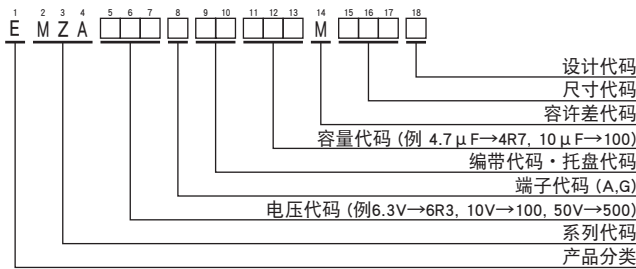 1 2 3 4 5 6 7 8 9 10 11 12 13 14 15 16 17 18
E MZA□□□□□□□□□M□□□□
设计代码
尺寸代码
容许差代码
容量代码 (例 4.7μF→4R7, 10μF→100)
编带代码・托盘代码
端子代码 (A,G)
电压代码 (例6.3V→6R3, 10V→100, 50V→500)
系列代码
产品分类